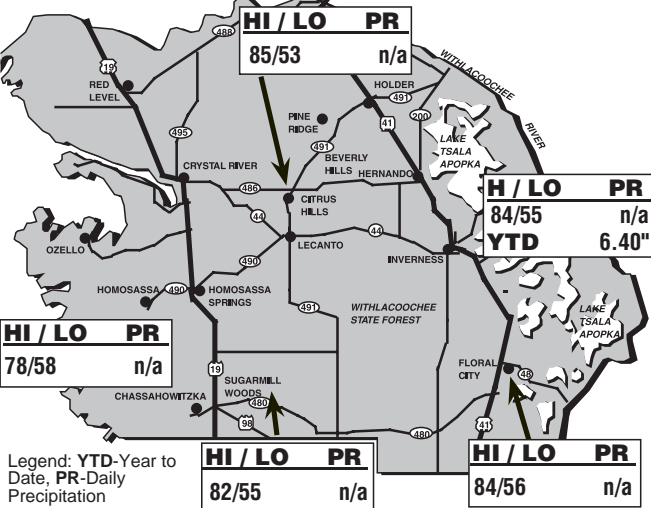 HI / LO PR
85/53 n/a
488
19
RED
LEVEL
WITHLACOOCHEE
RIVER
HOLDER
491
PINE
RIDGE
41
200
495
491
LAKE
TSALA
APOPKA
BEVERLY
HILLS
HERNANDO
CRYSTAL RIVER
486
CITRUS
HILLS
H / LO PR
84/55 n/a
YTD 6.40"
44
44
OZELLO
LECANTO
INVERNESS
490
HOMOSASSA
490
HOMOSASSA
SPRINGS
491
WITHLACOOCHEE
STATE FOREST
LAKE
TSALA
APOPKA
HI / LO PR
78/58 n/a
19
FLORAL
CITY
48
SUGARMILL
WOODS
CHASSAHOWITZKA
480
98
480
41
Legend: YTD-Year to
Date, PR-Daily
Precipitation
HI / LO PR
82/55 n/a
HI / LO PR
84/56 n/a